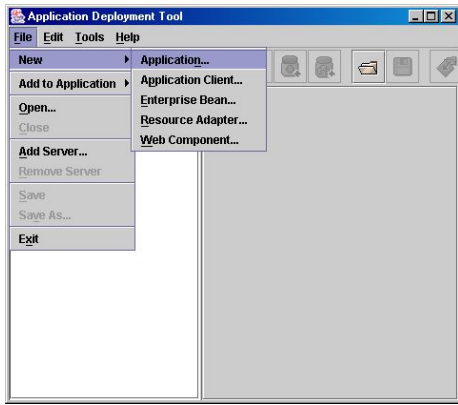 Application Deployment Tool
File Edit Tools Help
New
Application...
Application Client...
Enterprise Bean...
Resource Adapter...
Web Component...
Add to Application
Open...
Close
Add Server...
Remove Server
Save
Save As...
Exit